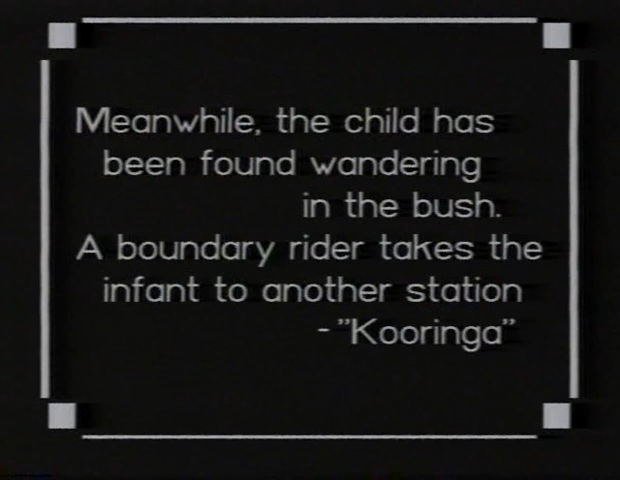 Meanwhile, the child has
been found wandering
in the bush.
A boundary rider takes the
infant to another station
-"Kooringa"